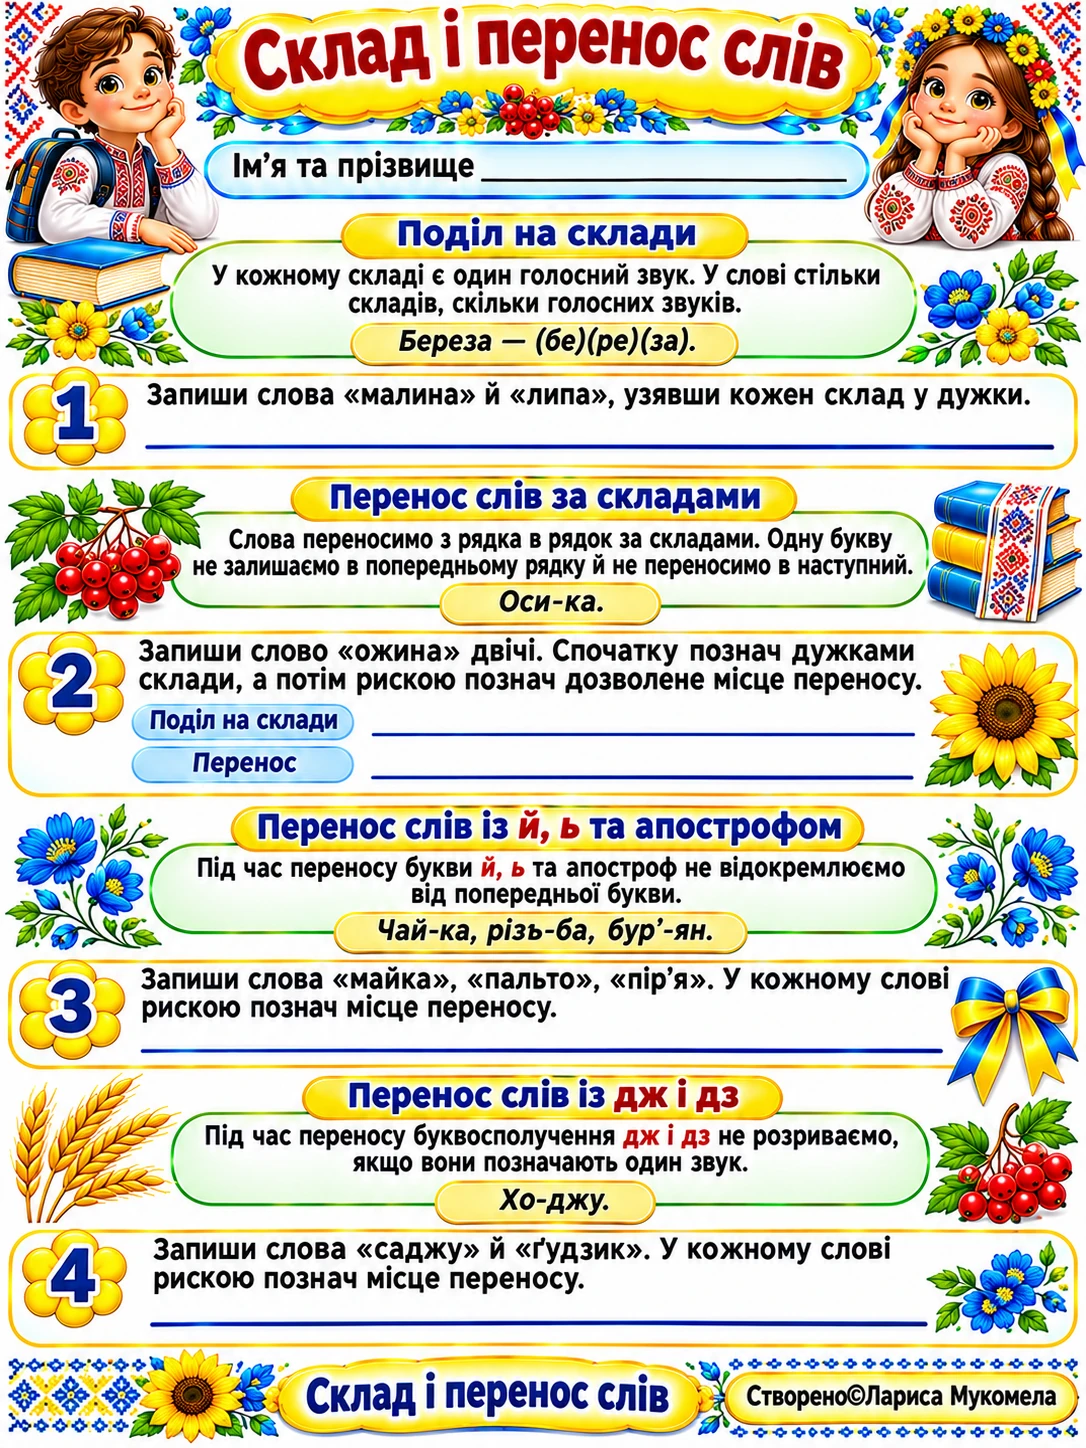 Склад і перенос слів
Ім’я та прізвище
Поділ на склади
У кожному складі є один голосний звук. У слові стільки
складів, скільки голосних звуків.
Береза — (бе)(ре)(за).
1
Запиши слова «малина» й «липа», узявши кожен склад у дужки.
Перенос слів за складами
Слова переносимо з рядка в рядок за складами. Одну букву
не залишаємо в попередньому рядку й не переносимо в наступний.
Оси-ка.
2
Запиши слово «ожина» двічі. Спочатку познач дужками
склади, а потім рискою познач дозволене місце переносу.
Поділ на склади
Перенос
Перенос слів із й, ь та апострофом
Під час переносу букви й, ь та апостроф не відокремлюємо
від попередньої букви.
Чай-ка, різь-ба, бур’-ян.
3
Запиши слова «майка», «пальто», «пір’я». У кожному слові
рискою познач місце переносу.
Перенос слів із дж і дз
Під час переносу буквосполучення дж і дз не розриваємо,
якщо вони позначають один звук.
Хо-джу.
4
Запиши слова «саджу» й «ґудзик». У кожному слові
рискою познач місце переносу.
Склад і перенос слів
Створено©Лариса Мукомела